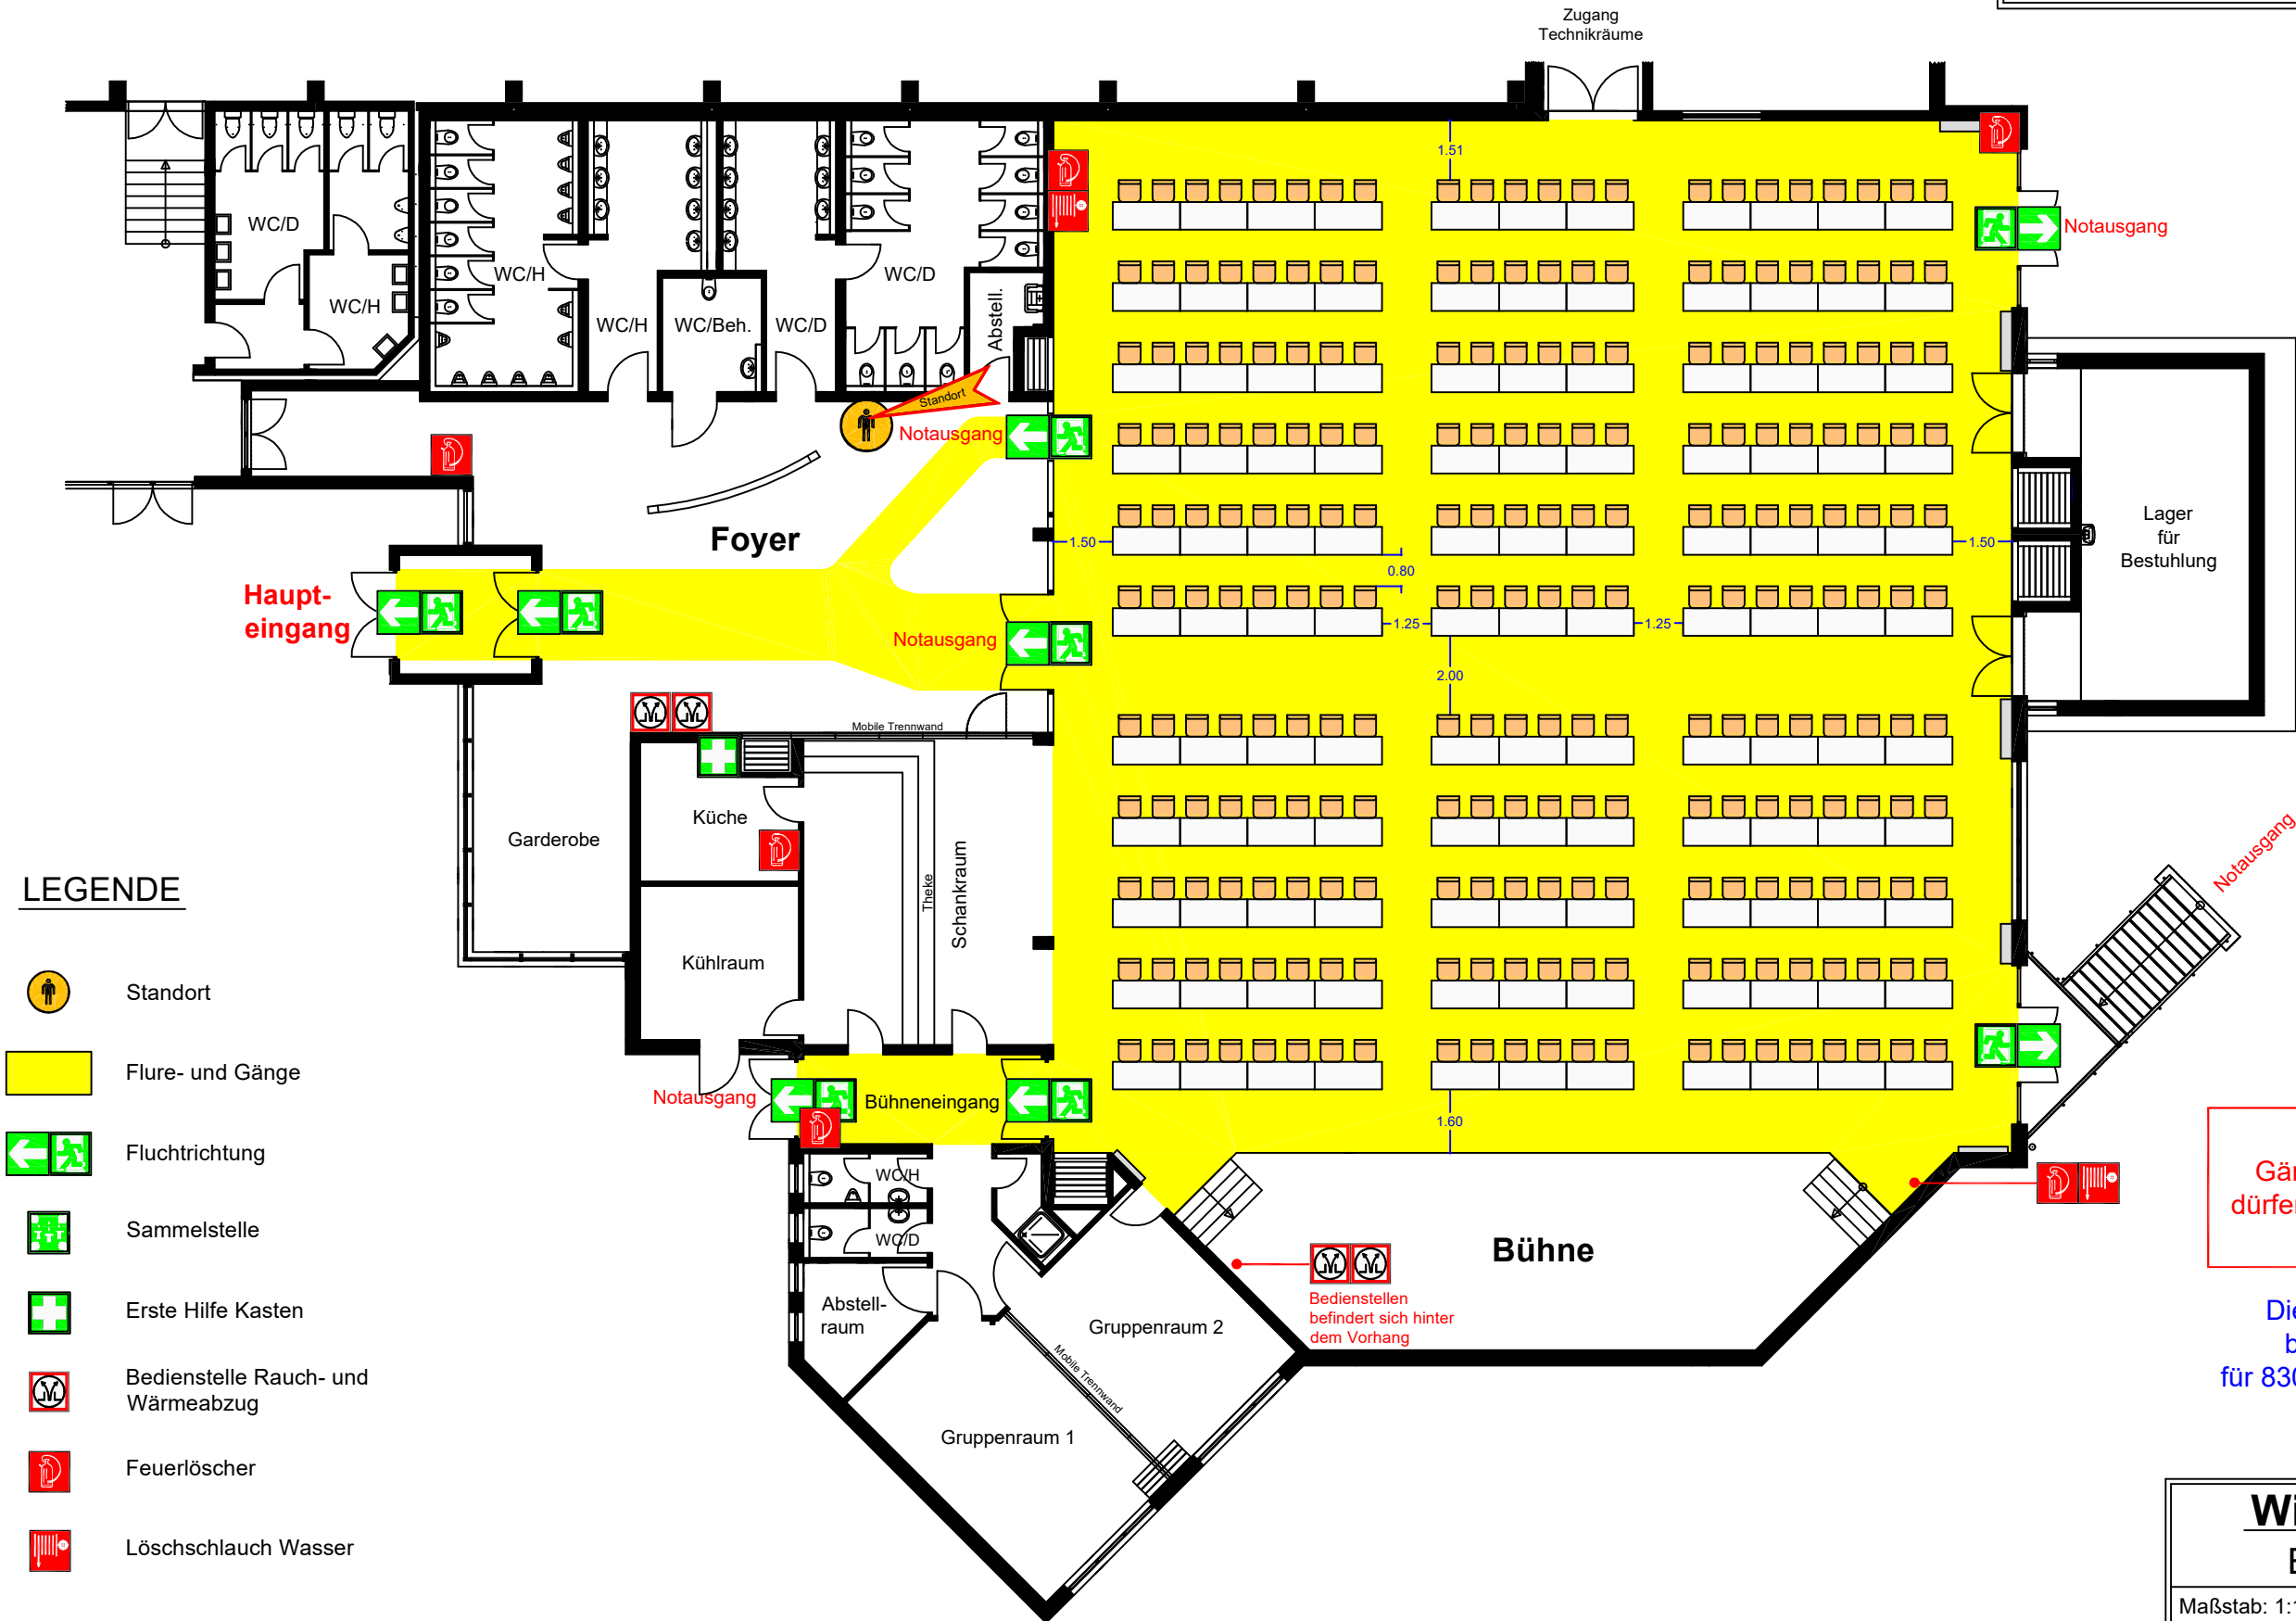 Zugang
Technikräume
WC/D
WC/H
WC/H
WC/H
WC/Beh.
WC/D
WC/D
Abstell.
Standort
Notausgang
1.51
Notausgang
Foyer
1.50
0.80
1.50
Lager
für
Bestuhlung
Haupt-
eingang
Notausgang
1.25
1.25
2.00
Mobile Trennwand
Küche
Garderobe
Theke
Schankraum
Kühlraum
Notausgang
Notausgang
Bühneneingang
1.60
WC/H
WC/D
Abstell-
raum
Gruppenraum 2
Mobile Trennwand
Gruppenraum 1
Bühne
Bedienstellen
befindert sich hinter
dem Vorhang
LEGENDE
Standort
Flure- und Gänge
Fluchtrichtung
Sammelstelle
Erste Hilfe Kasten
Bedienstelle Rauch- und
Wärmeabzug
Feuerlöscher
Löschschlauch Wasser
für 830
Maßstab: 1: